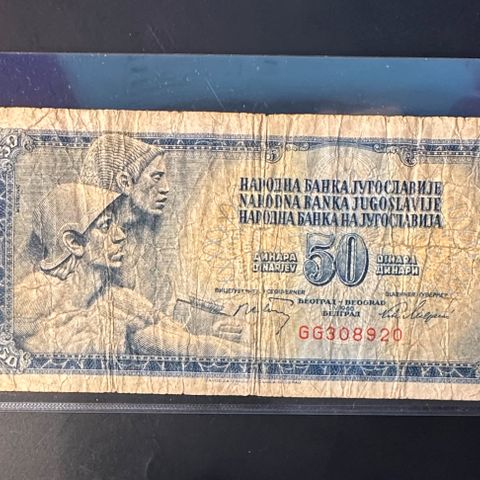 НАРОДНА БАНКА ЈУГОСЛАВИЈЕ
NARODNA BANKA JUGOSLAVIJE
НАРОДНА БАНКА НА ЈУГОСЛАВИЈА
ДИНАРА
DINARJEV
50
DINARA
ДИНАРИ
БЕОГРАД · BEOGRAD
БЕЛГРАД
GG308920